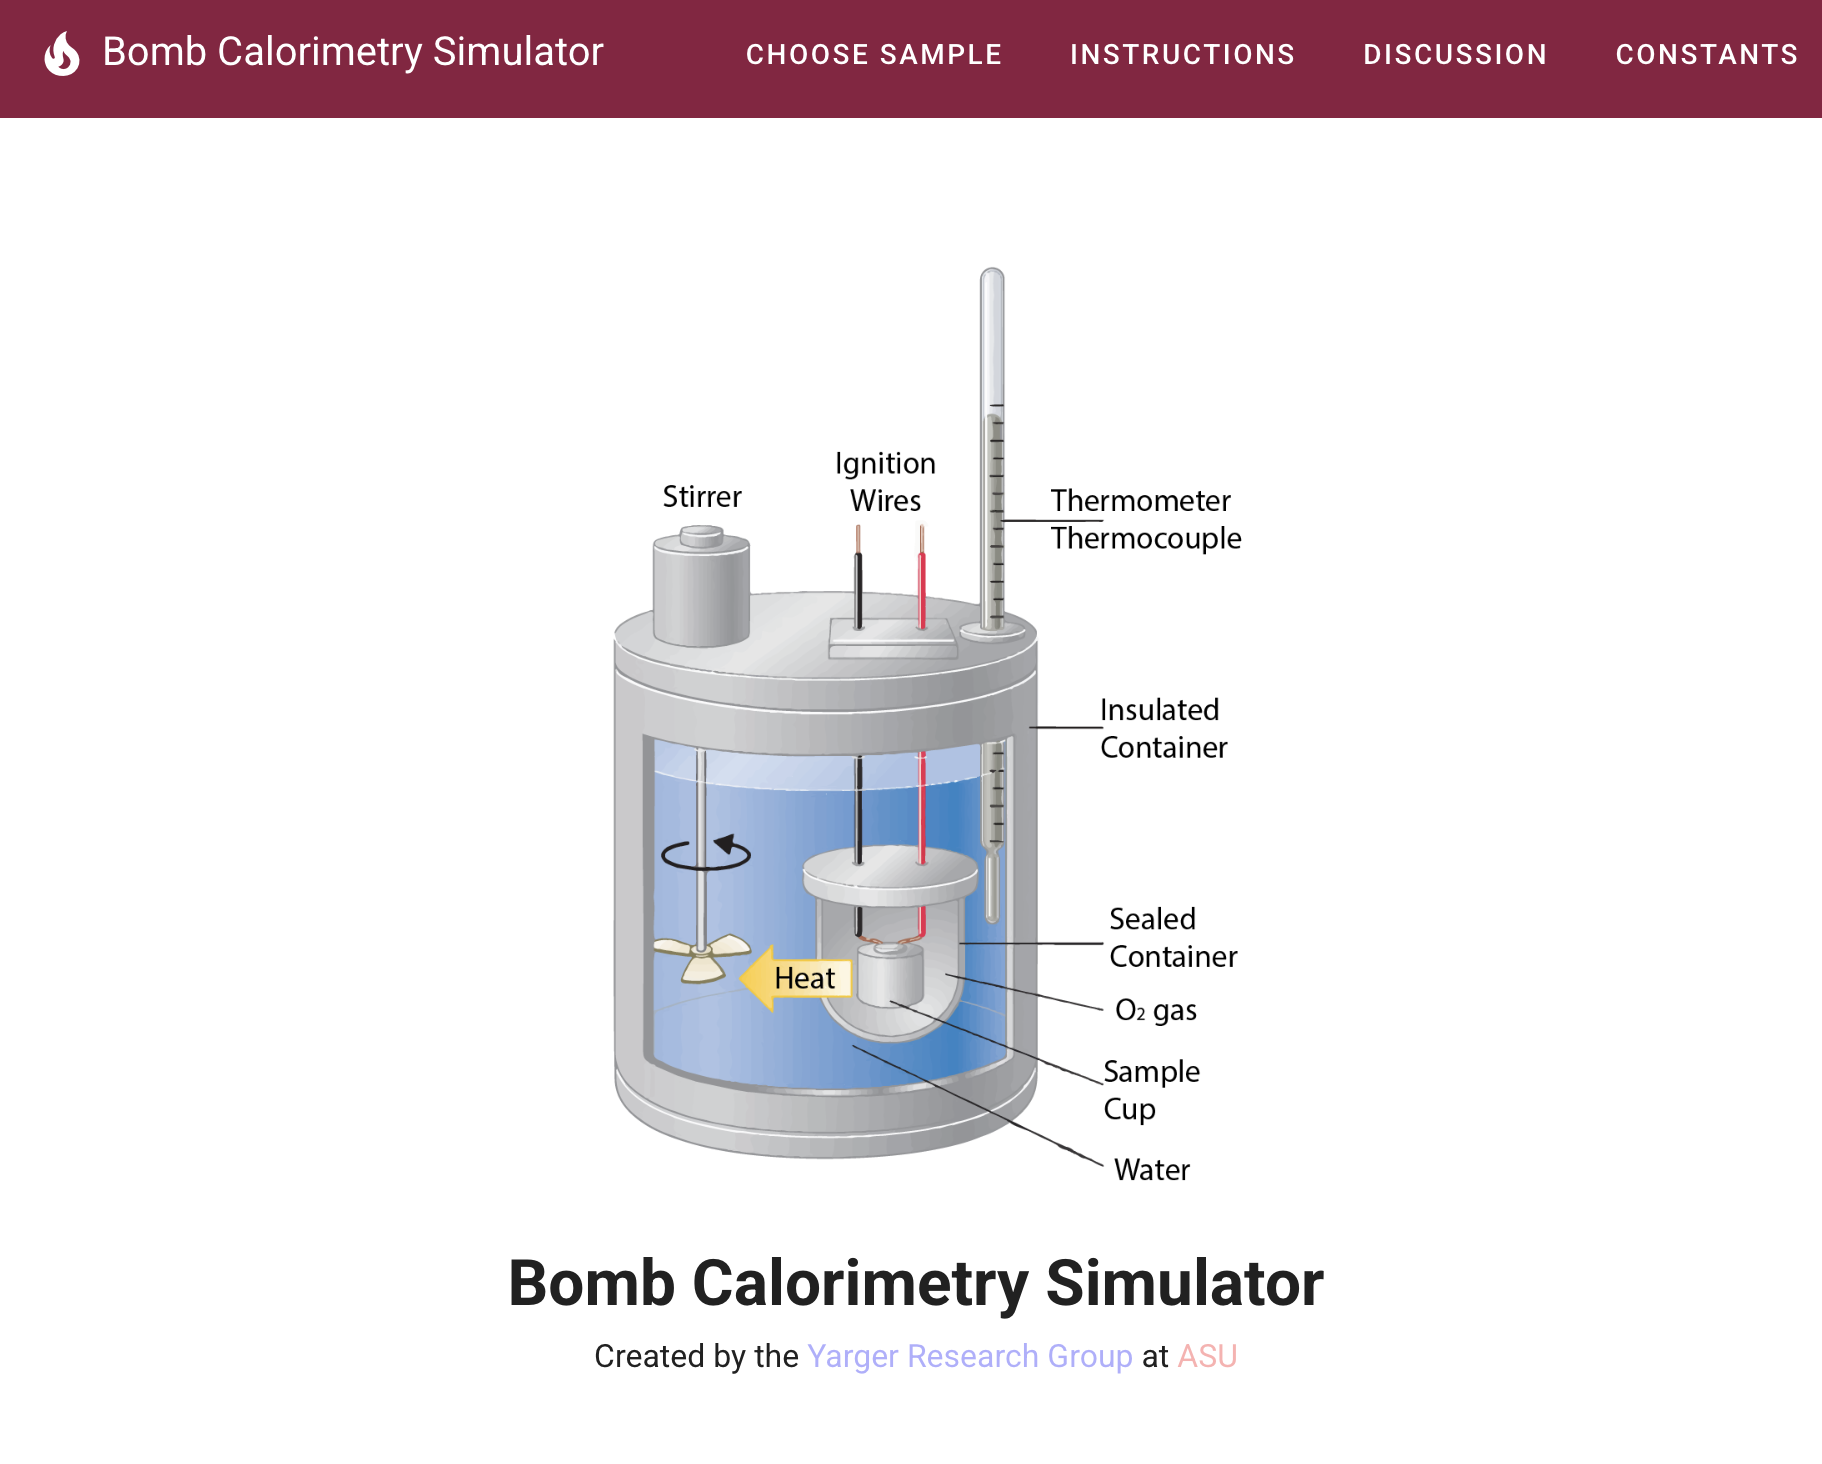 Bomb Calorimetry Simulator
CHOOSE SAMPLE
INSTRUCTIONS
DISCUSSION
CONSTANTS
Ignition
Wires
Stirrer
Thermometer
Thermocouple
Insulated
Container
Sealed
Container
Heat
O₂ gas
Sample
Cup
Water
Bomb Calorimetry Simulator
Created by the Yarger Research Group at ASU